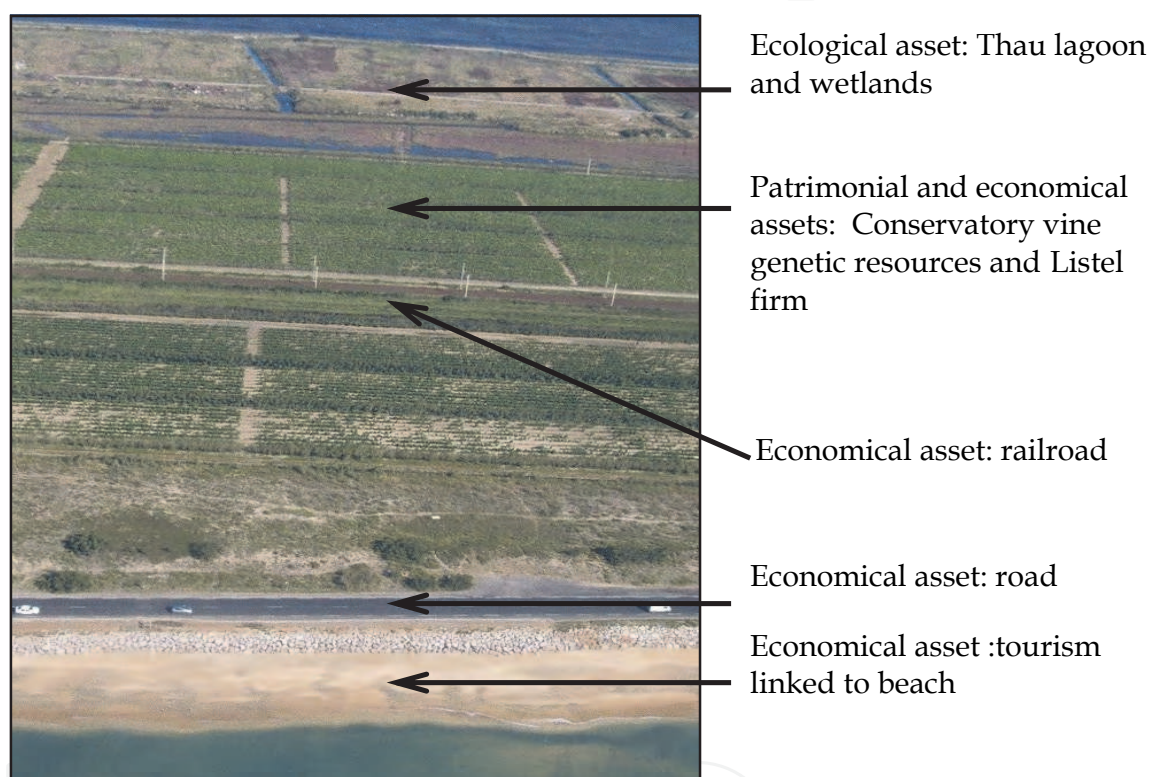 Ecological asset: Thau lagoon
and wetlands
Patrimonial and economical
assets:  Conservatory vine
genetic resources and Listel
firm
Economical asset: railroad
Economical asset: road
Economical asset :tourism
linked to beach